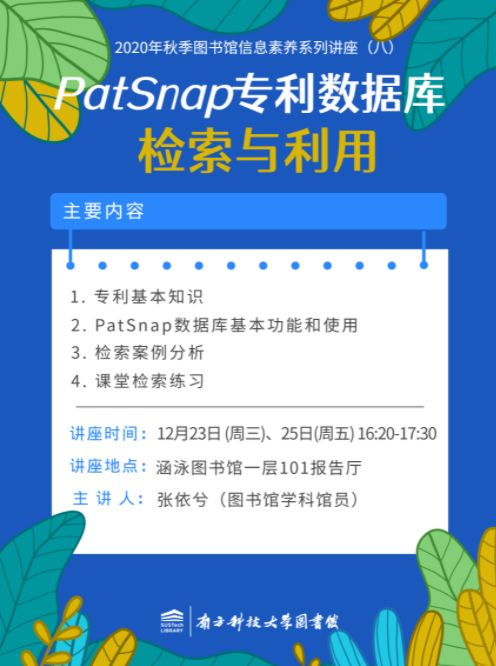 2020年秋季图书馆信息素养系列讲座（八）
PatSnap专利数据库
检索与利用
主要内容
1. 专利基本知识
2. PatSnap数据库基本功能和使用
3. 检索案例分析
4. 课堂检索练习
讲座时间：12月23日(周三)、25日(周五) 16:20-17:30
讲座地点：涵泳图书馆一层101报告厅
主 讲 人：张依兮（图书馆学科馆员）
SUSTech
LIBRARY
南方科技大学图书馆